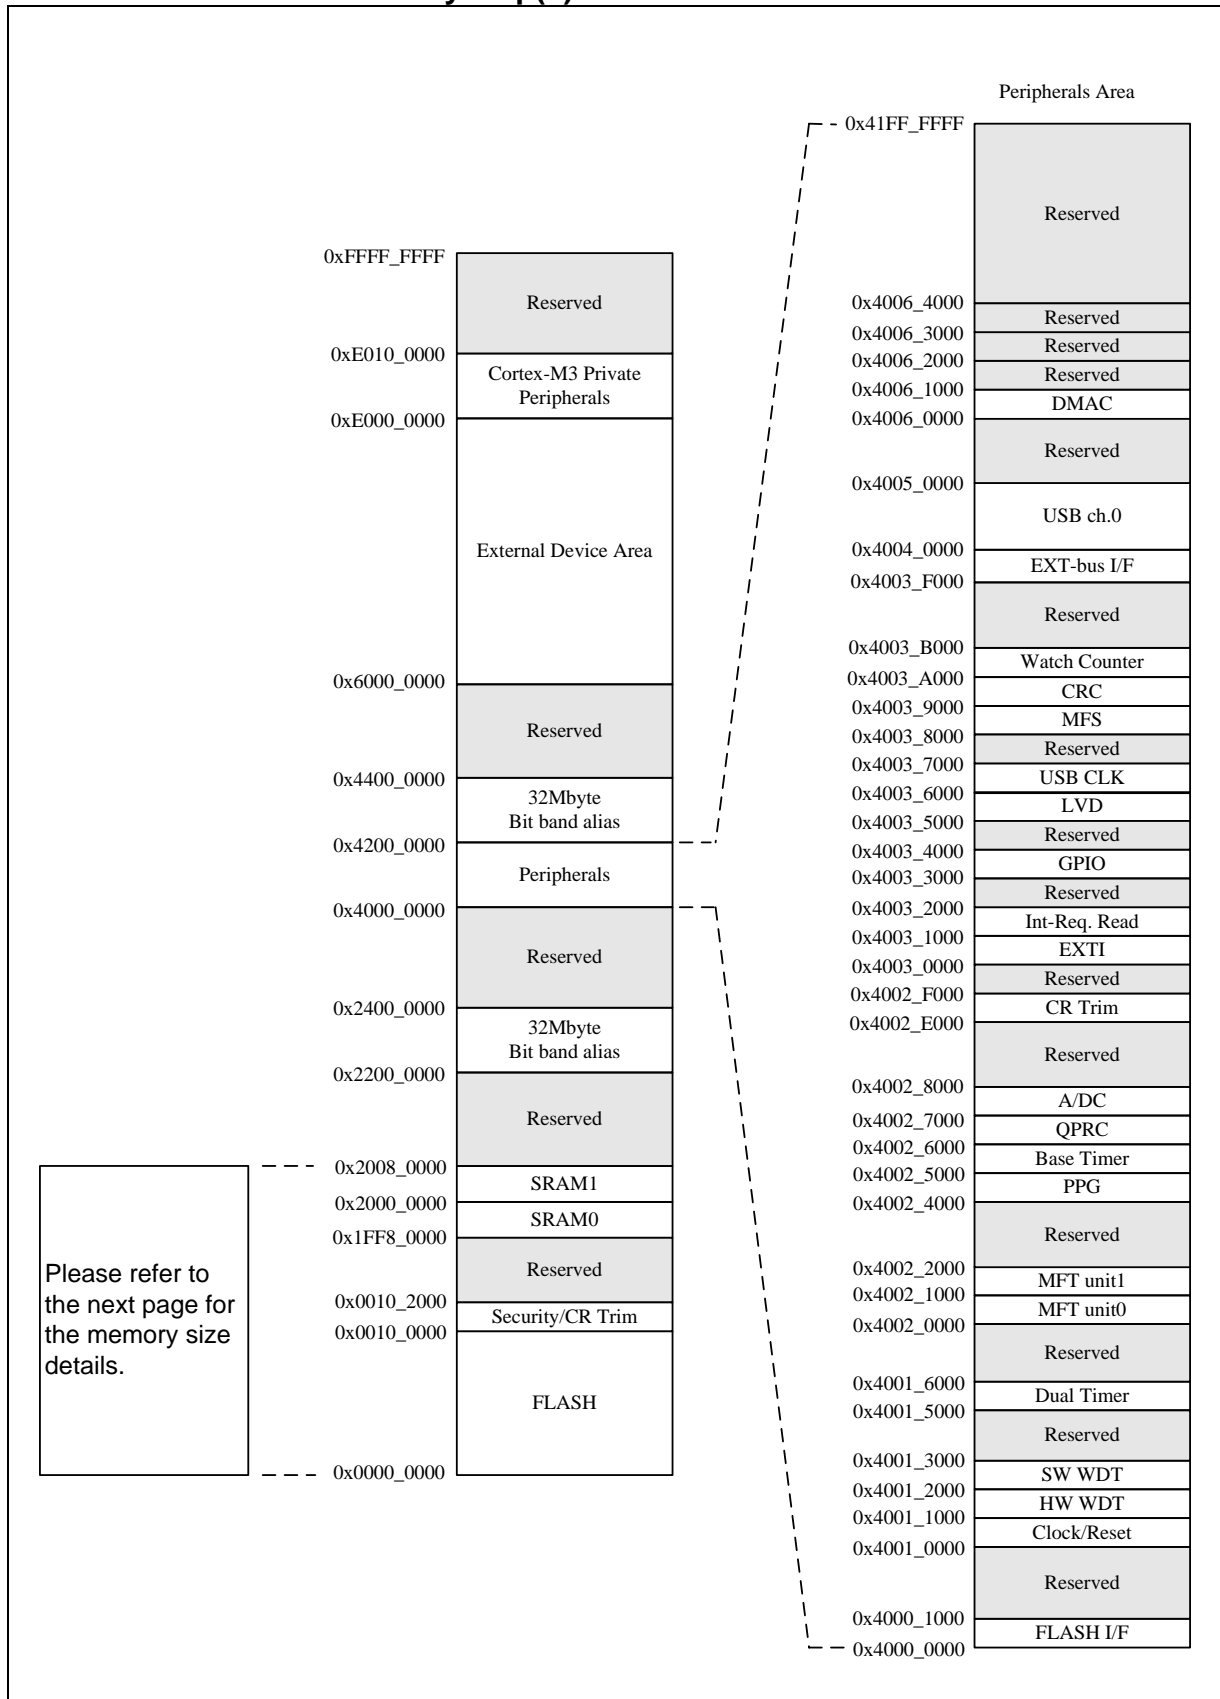 Peripherals Area
0x41FF_FFFF
Reserved
0x4006_4000
Reserved
0x4006_3000
Reserved
0x4006_2000
Reserved
0x4006_1000
DMAC
0x4006_0000
Reserved
0x4005_0000
USB ch.0
0x4004_0000
EXT-bus I/F
0x4003_F000
Reserved
0x4003_B000
Watch Counter
0x4003_A000
CRC
0x4003_9000
MFS
0x4003_8000
Reserved
0x4003_7000
USB CLK
0x4003_6000
LVD
0x4003_5000
Reserved
0x4003_4000
GPIO
0x4003_3000
Reserved
0x4003_2000
Int-Req. Read
0x4003_1000
EXTI
0x4003_0000
Reserved
0x4002_F000
CR Trim
0x4002_E000
Reserved
0x4002_8000
A/DC
0x4002_7000
QPRC
0x4002_6000
Base Timer
0x4002_5000
PPG
0x4002_4000
Reserved
0x4002_2000
MFT unit1
0x4002_1000
MFT unit0
0x4002_0000
Reserved
0x4001_6000
Dual Timer
0x4001_5000
Reserved
0x4001_3000
SW WDT
0x4001_2000
HW WDT
0x4001_1000
Clock/Reset
0x4001_0000
Reserved
0x4000_1000
FLASH I/F
0x4000_0000
0xFFFF_FFFF
Reserved
0xE010_0000
Cortex-M3 Private
Peripherals
0xE000_0000
External Device Area
0x6000_0000
Reserved
0x4400_0000
32Mbyte
Bit band alias
0x4200_0000
Peripherals
0x4000_0000
Reserved
0x2400_0000
32Mbyte
Bit band alias
0x2200_0000
Reserved
0x2008_0000
SRAM1
0x2000_0000
SRAM0
0x1FF8_0000
Reserved
0x0010_2000
Security/CR Trim
0x0010_0000
FLASH
0x0000_0000
Please refer to
the next page for
the memory size
details.